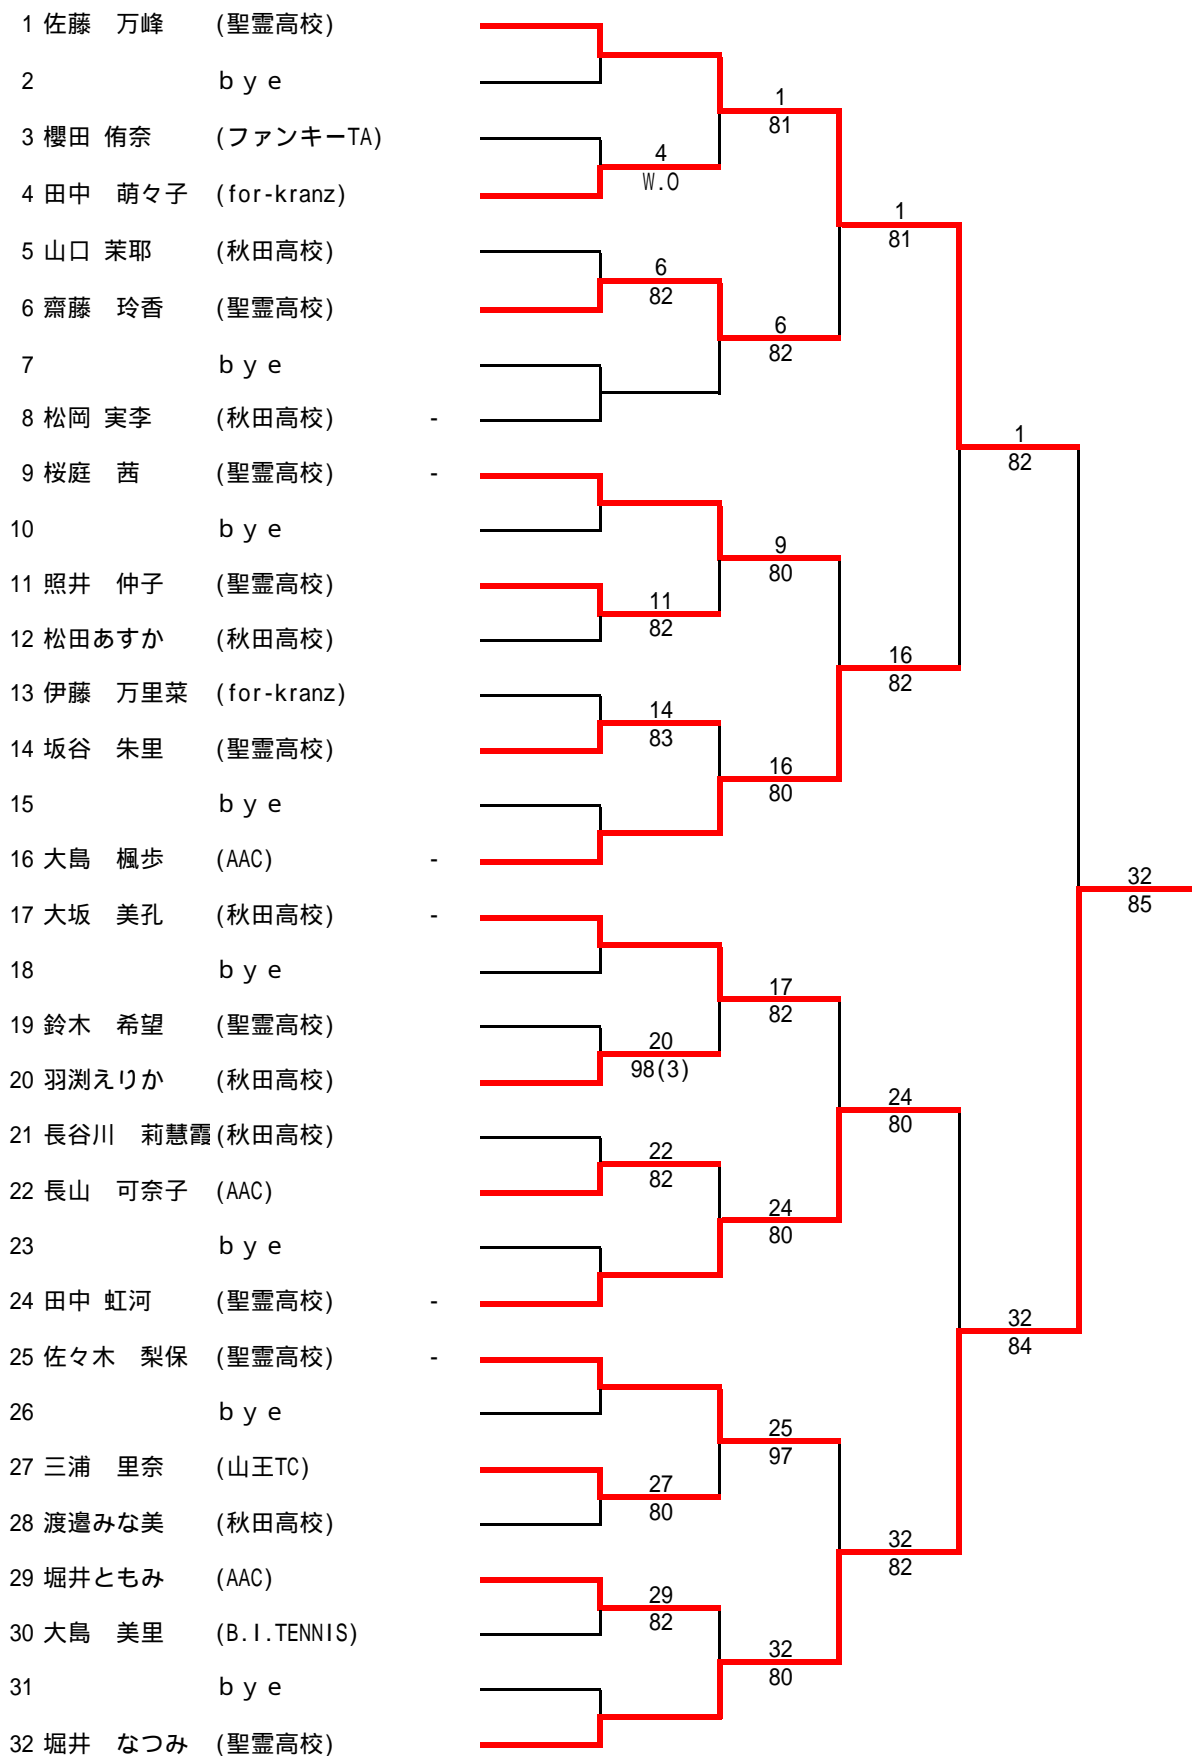 1 佐藤　万峰　(聖霊高校)
2　ｂｙｅ
3 櫻田 侑奈　(ファンキーTA)
4 田中　萌々子　(for-kranz)
5 山口 茉耶　(秋田高校)
6 齋藤　玲香　(聖霊高校)
7　ｂｙｅ
8 松岡 実李　(秋田高校)　-
9 桜庭　茜　(聖霊高校)　-
10　ｂｙｅ
11 照井　仲子　(聖霊高校)
12 松田あすか　(秋田高校)
13 伊藤　万里菜　(for-kranz)
14 坂谷　朱里　(聖霊高校)
15　ｂｙｅ
16 大島　楓歩　(AAC)　-
17 大坂　美孔　(秋田高校)　-
18　ｂｙｅ
19 鈴木　希望　(聖霊高校)
20 羽渕えりか　(秋田高校)
21 長谷川　莉慧霞(秋田高校)
22 長山　可奈子　(AAC)
23　ｂｙｅ
24 田中 虹河　(聖霊高校)　-
25 佐々木　梨保　(聖霊高校)　-
26　ｂｙｅ
27 三浦　里奈　(山王TC)
28 渡邉みな美　(秋田高校)
29 堀井ともみ　(AAC)
30 大島　美里　(B.I.TENNIS)
31　ｂｙｅ
32 堀井　なつみ　(聖霊高校)
4
W.O
6
82
11
82
14
83
20
98(3)
22
82
27
80
29
82
1
81
6
82
9
80
16
80
17
82
24
80
25
97
32
80
1
81
16
82
24
80
32
82
1
82
32
84
32
85